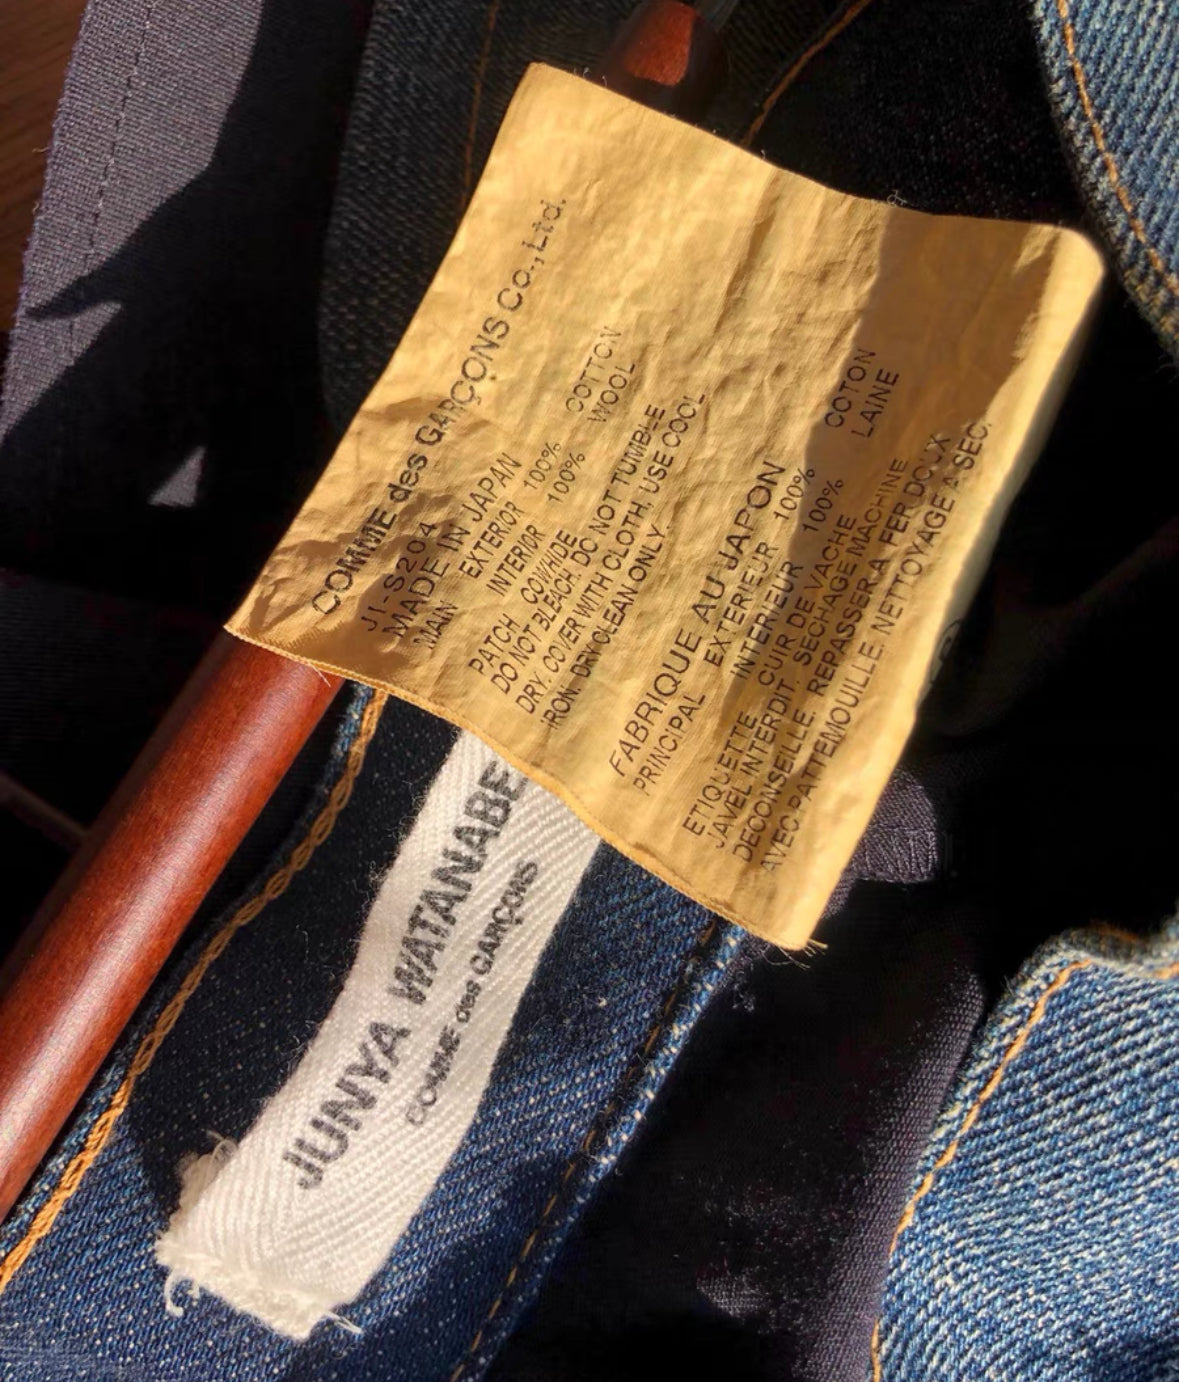 COMME des GARÇONS Co., Ltd.
JI-S204
MADE IN JAPAN
MAIN EXTERIOR 100% COTTON
INTERIOR 100% WOOL
PATCH COWHIDE
DO NOT BLEACH. DO NOT TUMBLE
DRY. COVER WITH CLOTH, USE COOL
IRON. DRY CLEAN ONLY.
FABRIQUE AU JAPON
PRINCIPAL EXTERIEUR 100% COTON
INTERIEUR 100% LAINE
ETIQUETTE CUIR DE VACHE
JAVEL INTERDIT. SECHAGE MACHINE
DECONSEILLE. REPASSER A FER DOUX
AVEC PATTEMOUILLE. NETTOYAGE A SEC.
JUNYA WATANABE
COMME des GARÇONS